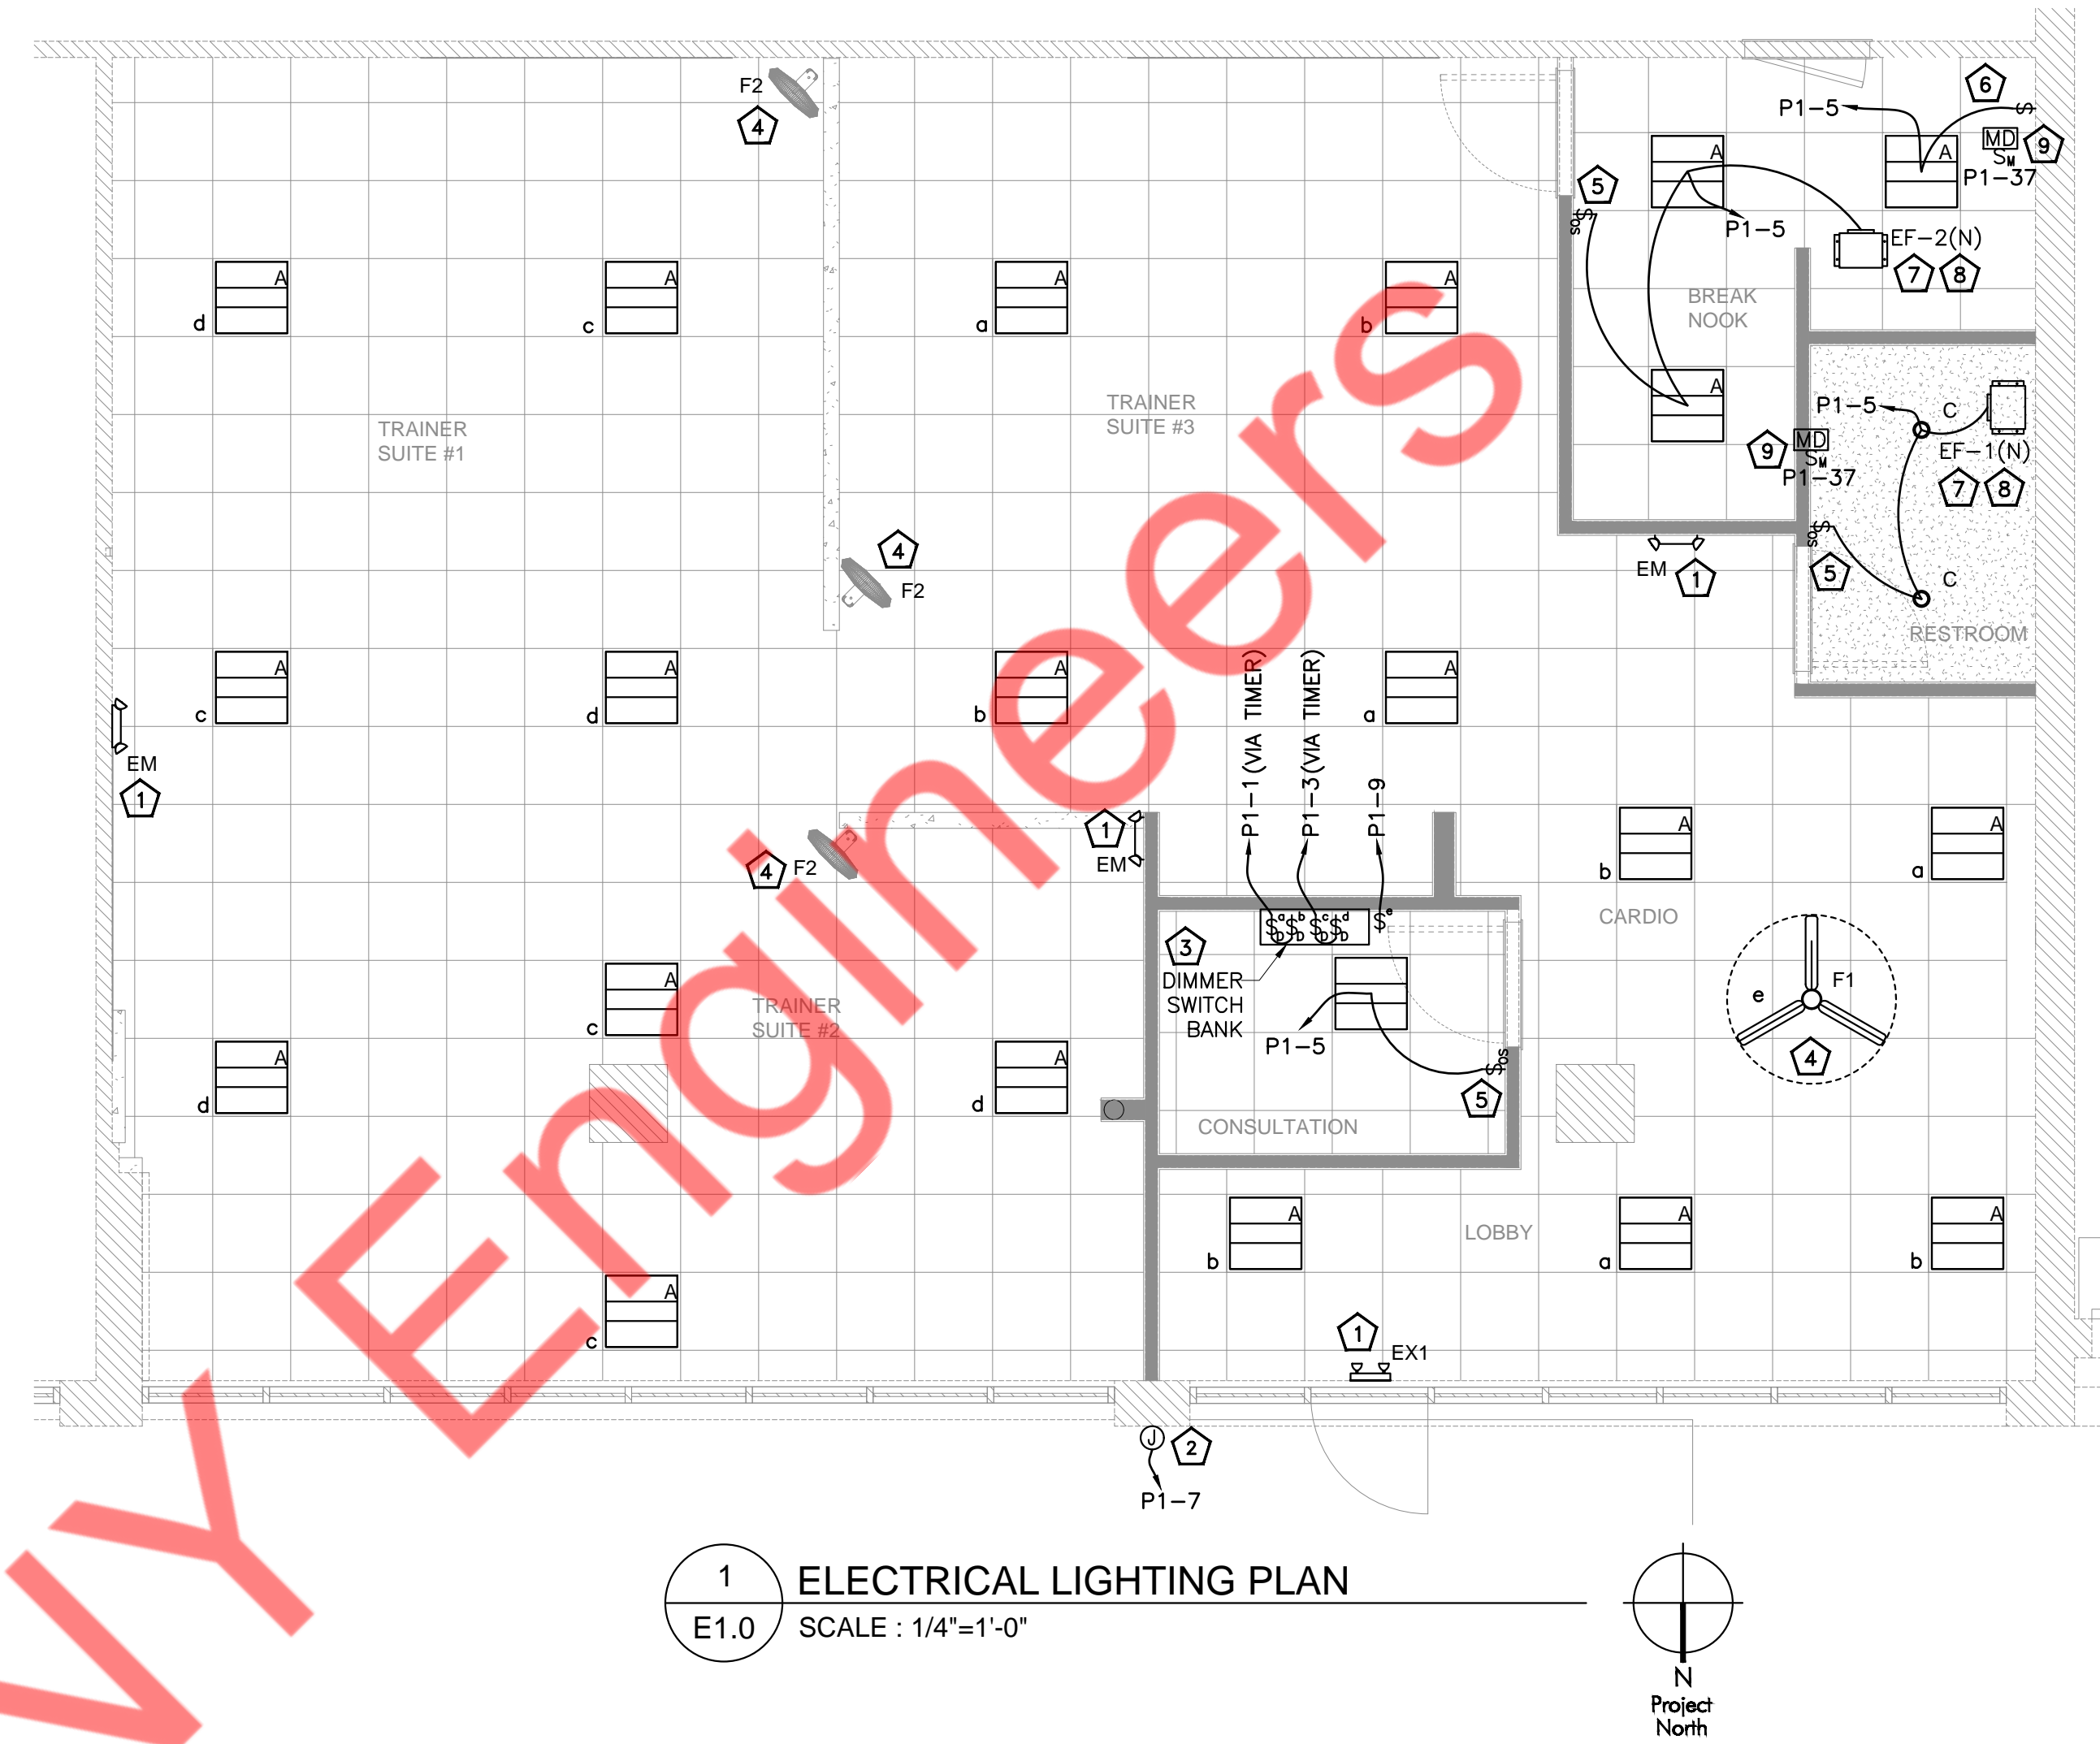 F2
4
6
P1-5
MD
9
SM
P1-37
A
A
5
$OS
P1-5
EF-2(N)
7 8
A
d
A
c
A
a
A
b
BREAK
NOOK
TRAINER
SUITE #1
TRAINER
SUITE #3
A
P1-5
C
9
MD
SM
P1-37
EF-1(N)
7 8
$OS
5
4
F2
EM
1
C
RESTROOM
A
c
A
d
A
b
A
a
P1-1(VIA TIMER)
P1-3(VIA TIMER)
P1-9
EM
1
1
EM
4
F2
A
b
A
a
CARDIO
3
$D a $D b $D c $D d
$e
DIMMER
SWITCH
BANK
P1-5
$OS
5
e
F1
4
A
c
TRAINER
SUITE #2
A
d
A
d
CONSULTATION
A
b
LOBBY
A
a
A
b
A
c
1
EX1
J
2
P1-7
1
ELECTRICAL LIGHTING PLAN
E1.0
SCALE : 1/4"=1'-0"
N
Project
North
VY Engineers